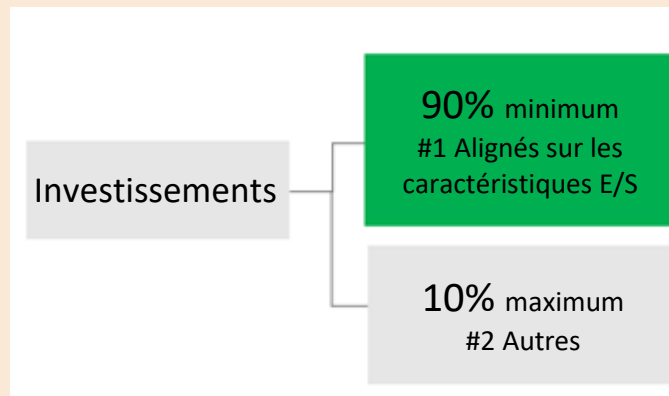 Investissements
90% minimum
#1 Alignés sur les
caractéristiques E/S
10% maximum
#2 Autres